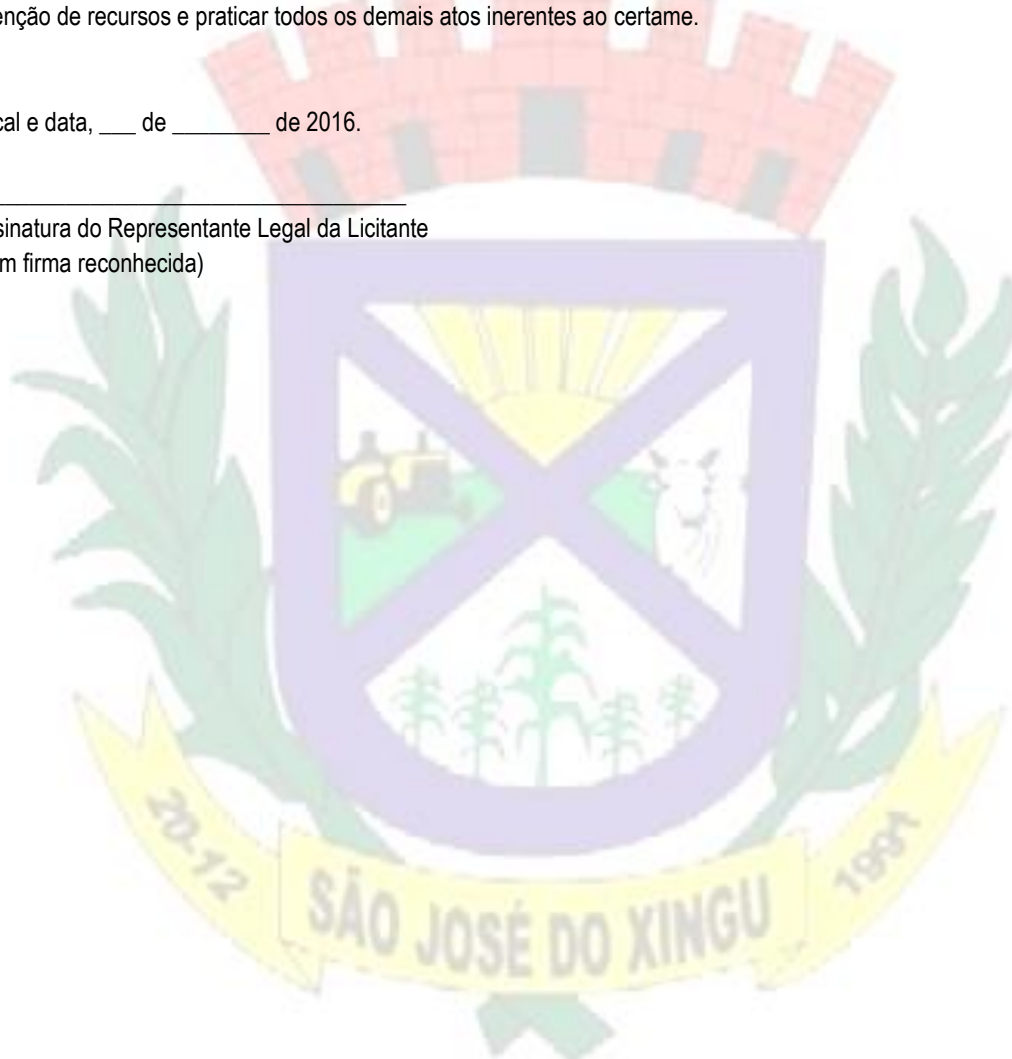 enção de recursos e praticar todos os demais atos inerentes ao certame.
cal e data, ___ de ________ de 2016.
__________________________________
sinatura do Representante Legal da Licitante
m firma reconhecida)
20-12
SÃO JOSÉ DO XINGU
1991